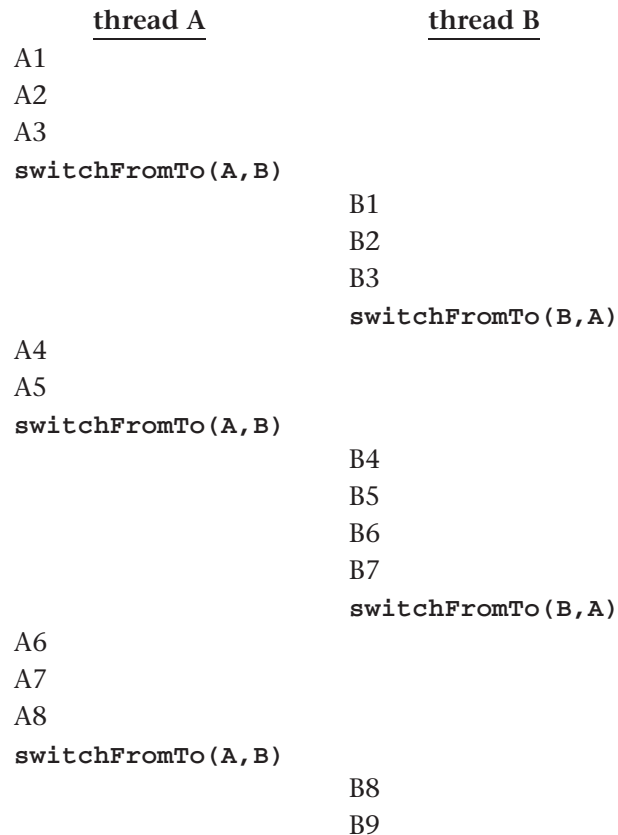 thread A thread B
A1
A2
A3
switchFromTo(A,B)
B1
B2
B3
switchFromTo(B,A)
A4
A5
switchFromTo(A,B)
B4
B5
B6
B7
switchFromTo(B,A)
A6
A7
A8
switchFromTo(A,B)
B8
B9